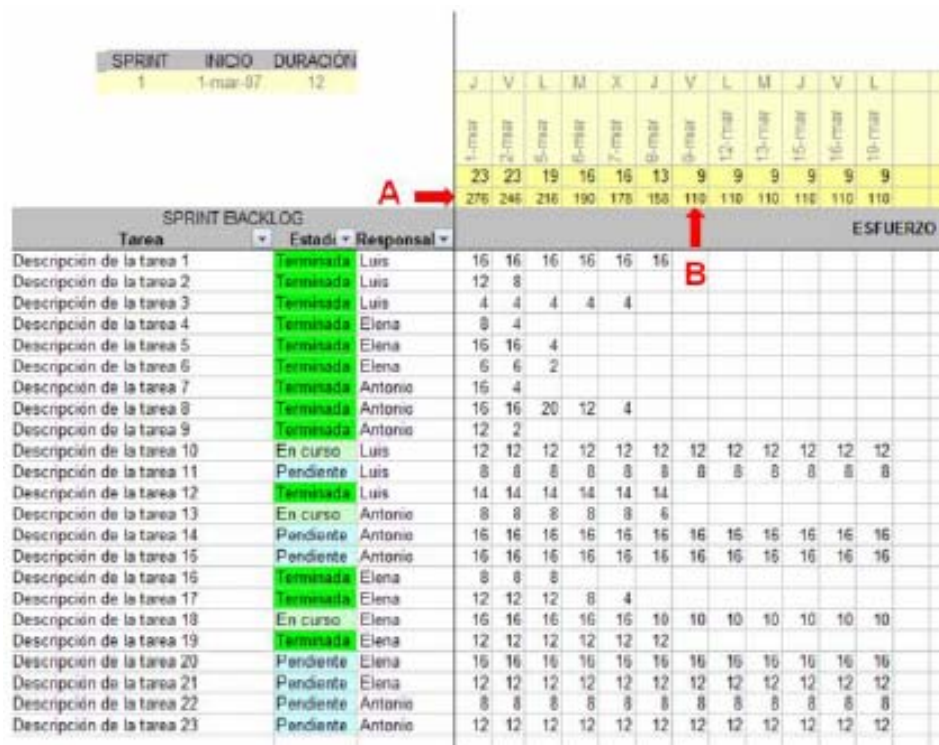 SPRINT INICIO DURACIÓN
1 1-mar-07 12
J V L M X J V L M J V L
1-mar 2-mar 5-mar 6-mar 7-mar 8-mar 9-mar 12-mar 13-mar 15-mar 16-mar 19-mar
23 23 19 16 16 13 9 9 9 9 9 9
A 276 246 216 190 178 158 110 110 110 110 110 110
SPRINT BACKLOG ESFUERZO
Tarea Estado Responsal
B
Descripción de la tarea 1 Terminada Luis 16 16 16 16 16 16
Descripción de la tarea 2 Terminada Luis 12 8
Descripción de la tarea 3 Terminada Luis 4 4 4 4 4
Descripción de la tarea 4 Terminada Elena 8 4
Descripción de la tarea 5 Terminada Elena 16 16 4
Descripción de la tarea 6 Terminada Elena 6 6 2
Descripción de la tarea 7 Terminada Antonio 16 4
Descripción de la tarea 8 Terminada Antonio 16 16 20 12 4
Descripción de la tarea 9 Terminada Antonio 12 2
Descripción de la tarea 10 En curso Luis 12 12 12 12 12 12 12 12 12 12 12 12
Descripción de la tarea 11 Pendiente Luis 8 8 8 8 8 8 8 8 8 8 8 8
Descripción de la tarea 12 Terminada Luis 14 14 14 14 14 14
Descripción de la tarea 13 En curso Antonio 8 8 8 8 8 6
Descripción de la tarea 14 Pendiente Antonio 16 16 16 16 16 16 16 16 16 16 16 16
Descripción de la tarea 15 Pendiente Antonio 16 16 16 16 16 16 16 16 16 16 16 16
Descripción de la tarea 16 Terminada Elena 8 8 8
Descripción de la tarea 17 Terminada Elena 12 12 12 8 4
Descripción de la tarea 18 En curso Elena 16 16 16 16 16 10 10 10 10 10 10 10
Descripción de la tarea 19 Terminada Elena 12 12 12 12 12 12
Descripción de la tarea 20 Pendiente Elena 16 16 16 16 16 16 16 16 16 16 16 16
Descripción de la tarea 21 Pendiente Elena 12 12 12 12 12 12 12 12 12 12 12 12
Descripción de la tarea 22 Pendiente Antonio 8 8 8 8 8 8 8 8 8 8 8 8
Descripción de la tarea 23 Pendiente Antonio 12 12 12 12 12 12 12 12 12 12 12 12